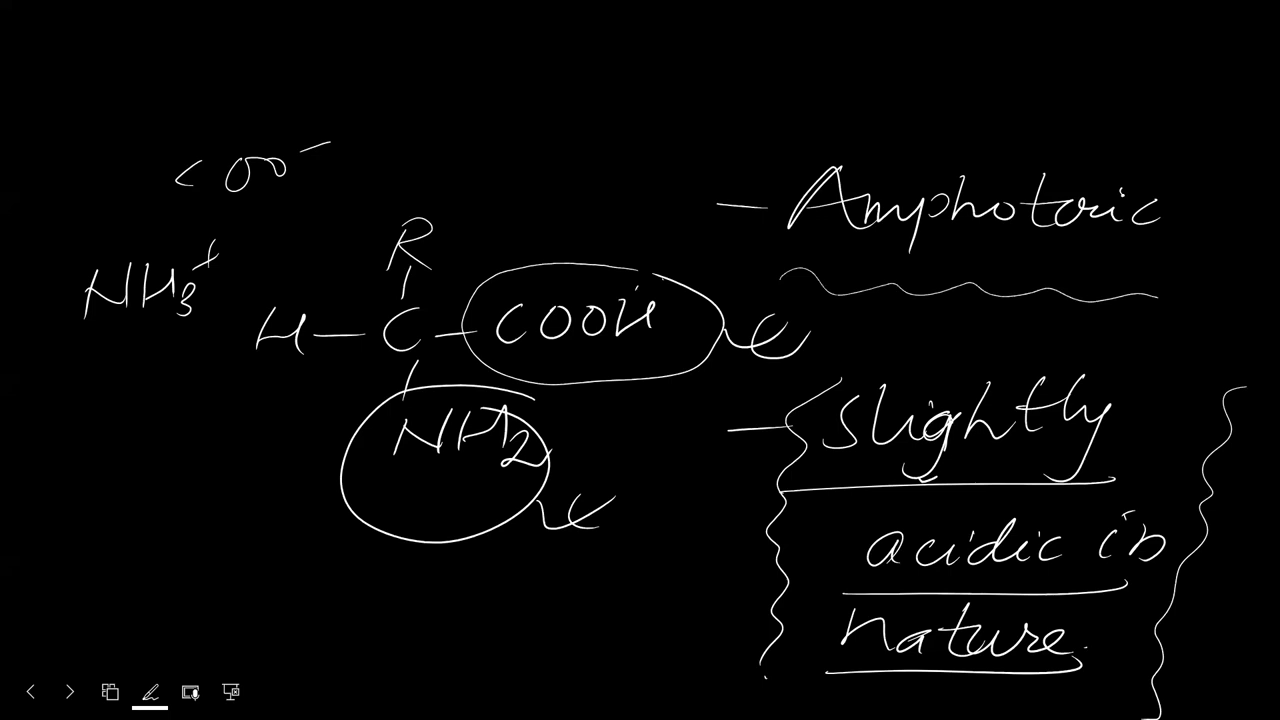 COO⁻
NH₃⁺
R
H – C – COOH
NH₂
– Amphoteric
– Slightly
acidic in
nature.